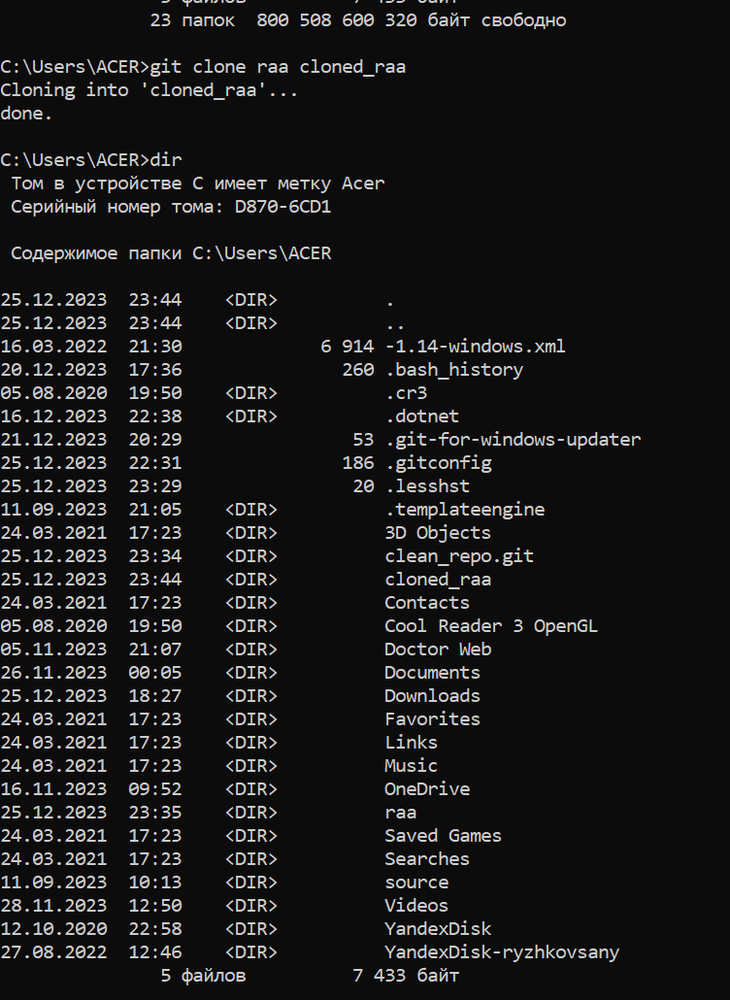 5 файлов 7 433 байт
23 папок 800 508 600 320 байт свободно
C:\Users\ACER>git clone raa cloned_raa
Cloning into 'cloned_raa'...
done.
C:\Users\ACER>dir
Том в устройстве C имеет метку Acer
Серийный номер тома: D870-6CD1
Содержимое папки C:\Users\ACER
25.12.2023 23:44 <DIR> .
25.12.2023 23:44 <DIR> ..
16.03.2022 21:30 6 914 -1.14-windows.xml
20.12.2023 17:36 260 .bash_history
05.08.2020 19:50 <DIR> .cr3
16.12.2023 22:38 <DIR> .dotnet
21.12.2023 20:29 53 .git-for-windows-updater
25.12.2023 22:31 186 .gitconfig
25.12.2023 23:29 20 .lesshst
11.09.2023 21:05 <DIR> .templateengine
24.03.2021 17:23 <DIR> 3D Objects
25.12.2023 23:34 <DIR> clean_repo.git
25.12.2023 23:44 <DIR> cloned_raa
24.03.2021 17:23 <DIR> Contacts
05.08.2020 19:50 <DIR> Cool Reader 3 OpenGL
05.11.2023 21:07 <DIR> Doctor Web
26.11.2023 00:05 <DIR> Documents
25.12.2023 18:27 <DIR> Downloads
24.03.2021 17:23 <DIR> Favorites
24.03.2021 17:23 <DIR> Links
24.03.2021 17:23 <DIR> Music
16.11.2023 09:52 <DIR> OneDrive
25.12.2023 23:35 <DIR> raa
24.03.2021 17:23 <DIR> Saved Games
24.03.2021 17:23 <DIR> Searches
11.09.2023 10:13 <DIR> source
28.11.2023 12:50 <DIR> Videos
12.10.2020 22:58 <DIR> YandexDisk
27.08.2022 12:46 <DIR> YandexDisk-ryzhkovsany
5 файлов 7 433 байт